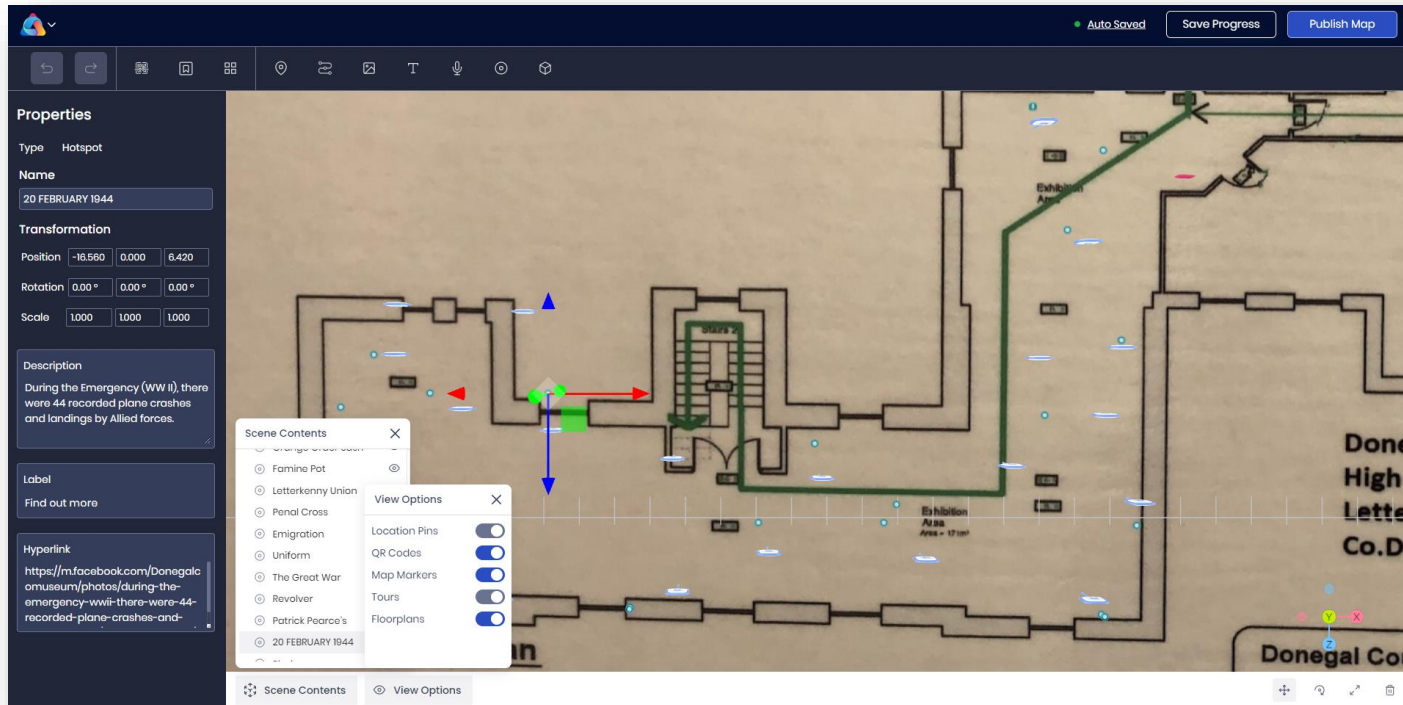 Auto Saved
Save Progress
Publish Map
T
Properties
Type Hotspot
Name
20 FEBRUARY 1944
Transformation
Position -16.560 0.000 6.420
Rotation 0.00 ° 0.00 ° 0.00 °
Scale 1.000 1.000 1.000
Description
During the Emergency (WW II), there
were 44 recorded plane crashes
and landings by Allied forces.
Label
Find out more
Hyperlink
https://m.facebook.com/Donegalc
omuseum/photos/during-the-
emergency-wwii-there-were-44-
recorded-plane-crashes-and-
Exhibition
Area
Stairs 2
Exhibition
Area
Area = 171m²
Done
High
Lette
Co.D
Donegal Co
Scene Contents
Famine Pot
Letterkenny Union
Penal Cross
Emigration
Uniform
The Great War
Revolver
Patrick Pearce's
20 FEBRUARY 1944
View Options
Location Pins
QR Codes
Map Markers
Tours
Floorplans
an
Y
X
Z
Scene Contents
View Options